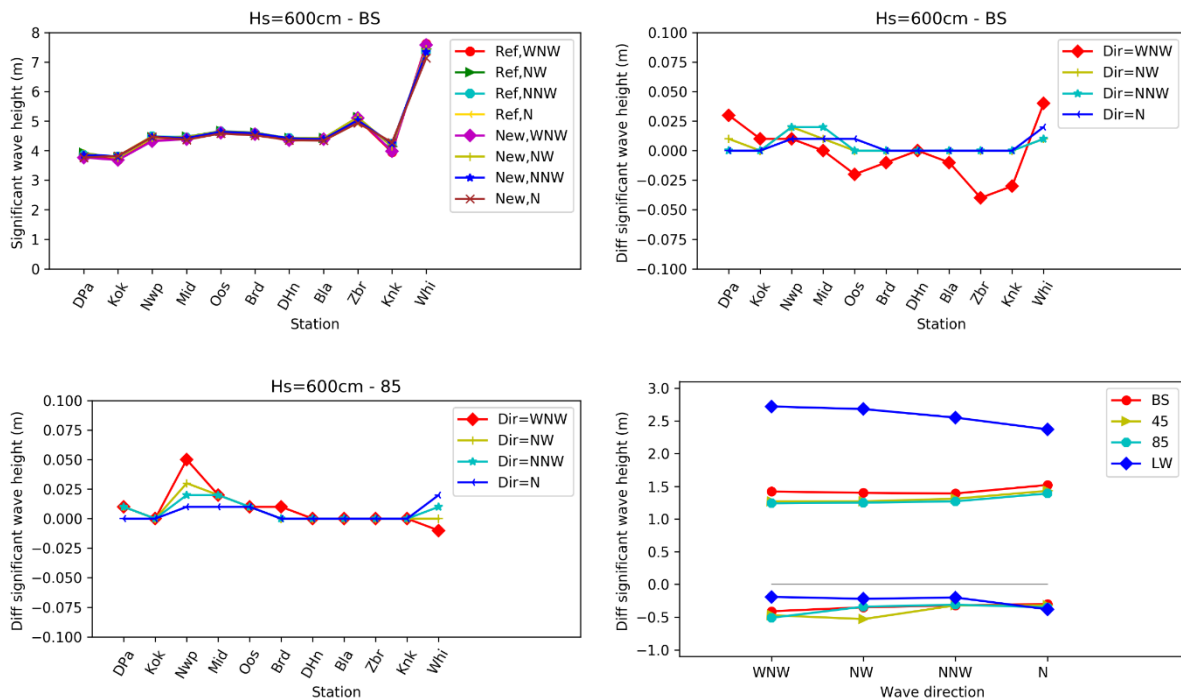 Hs=600cm - BS
Significant wave height (m)
8
7
6
5
4
3
2
1
0
Ref,WNW
Ref,NW
Ref,NNW
Ref,N
New,WNW
New,NW
New,NNW
New,N
DPa Kok Nwp Mid Oos Brd DHn Bla Zbr Knk Whi
Station
Hs=600cm - BS
Diff significant wave height (m)
0.100
0.075
0.050
0.025
0.000
−0.025
−0.050
−0.075
−0.100
Dir=WNW
Dir=NW
Dir=NNW
Dir=N
DPa Kok Nwp Mid Oos Brd DHn Bla Zbr Knk Whi
Station
Hs=600cm - 85
Diff significant wave height (m)
0.100
0.075
0.050
0.025
0.000
−0.025
−0.050
−0.075
−0.100
Dir=WNW
Dir=NW
Dir=NNW
Dir=N
DPa Kok Nwp Mid Oos Brd DHn Bla Zbr Knk Whi
Station
Diff significant wave height (m)
3.0
2.5
2.0
1.5
1.0
0.5
0.0
−0.5
−1.0
BS
45
85
LW
WNW NW NNW N
Wave direction